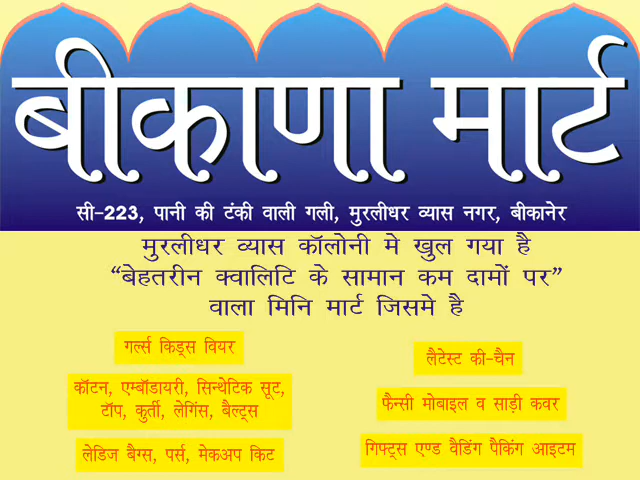 बीकाणा मार्ट
सी-223, पानी की टंकी वाली गली, मुरलीधर व्यास नगर, बीकानेर
मुरलीधर व्यास कॉलोनी मे खुल गया है
“बेहतरीन क्वालिटि के सामान कम दामों पर”
वाला मिनि मार्ट जिसमे है
गर्ल्स किड्स वियर
कॉटन, एम्बॉडायरी, सिन्थेटिक सूट,
टॉप, कुर्ती, लेगिंस, बैल्ट्स
लेडिज बैग्स, पर्स, मेकअप किट
लैटेस्ट की-चैन
फैन्सी मोबाइल व साड़ी कवर
गिफ्ट्स एण्ड वैडिंग पैकिंग आइटम